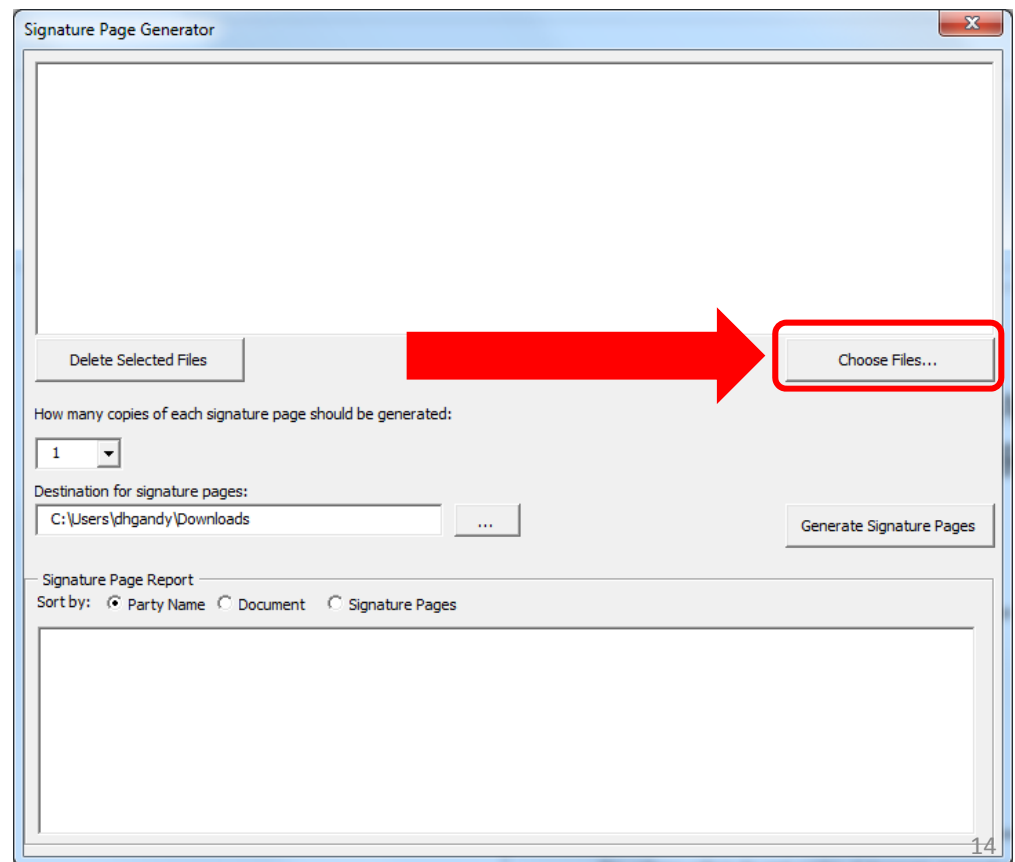 Signature Page Generator
Delete Selected Files
Choose Files...
How many copies of each signature page should be generated:
1
Destination for signature pages:
C:\Users\dhgandy\Downloads
...
Generate Signature Pages
Signature Page Report
Sort by: Party Name Document Signature Pages
14